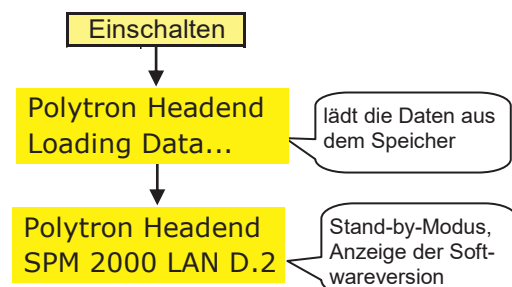 Einschalten
Polytron Headend
Loading Data...
lädt die Daten aus
dem Speicher
Polytron Headend
SPM 2000 LAN D.2
Stand-by-Modus,
Anzeige der Soft-
wareversion